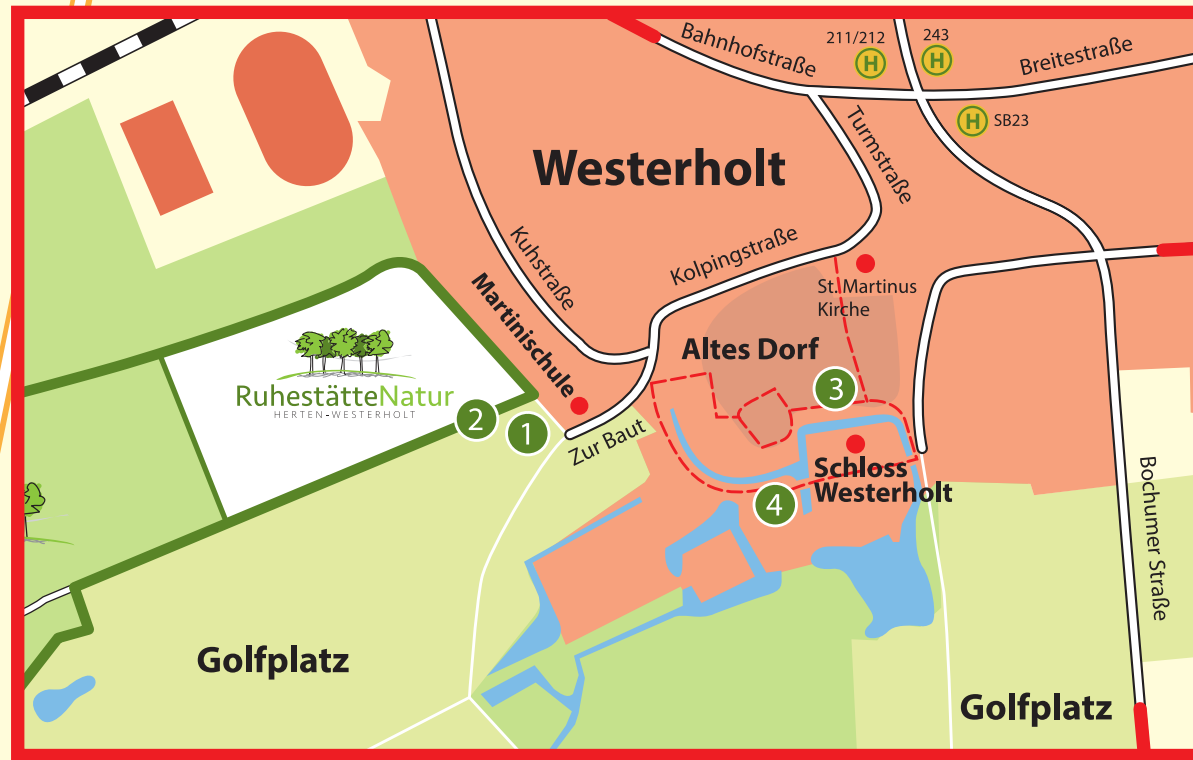 Bahnhofstraße
211/212
H
243
H
Breitestraße
H
SB23
Turmstraße
Westerholt
Kuhstraße
Kolpingstraße
Martinischule
St. Martinus
Kirche
Altes Dorf
RuhestätteNatur
HERTEN-WESTERHOLT
2
1
3
Zur Baut
Schloss
Westerholt
4
Bochumer Straße
Golfplatz
Golfplatz